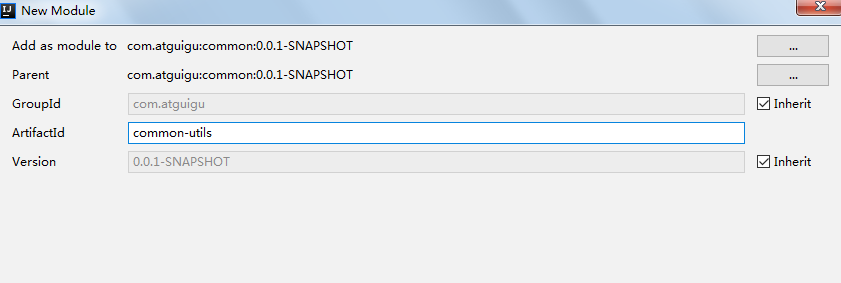 New Module
Add as module to com.atguigu:common:0.0.1-SNAPSHOT ...
Parent com.atguigu:common:0.0.1-SNAPSHOT ...
GroupId com.atguigu Inherit
ArtifactId common-utils
Version 0.0.1-SNAPSHOT Inherit